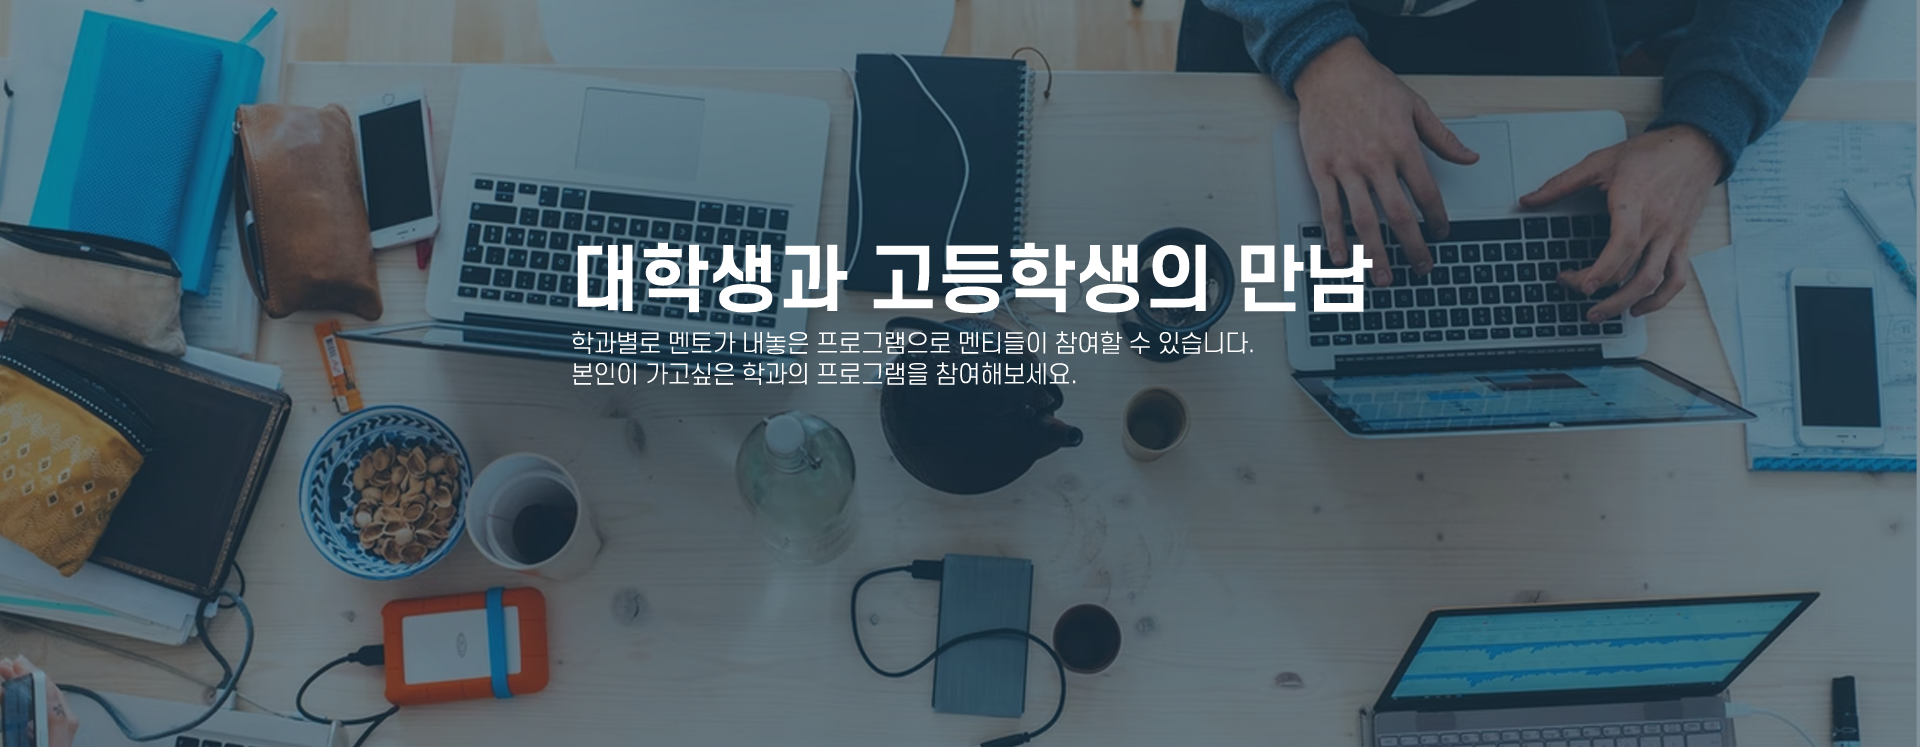 대학생과 고등학생의 만남
학과별로 멘토가 내놓은 프로그램으로 멘티들이 참여할 수 있습니다.
본인이 가고싶은 학과의 프로그램을 참여해보세요.